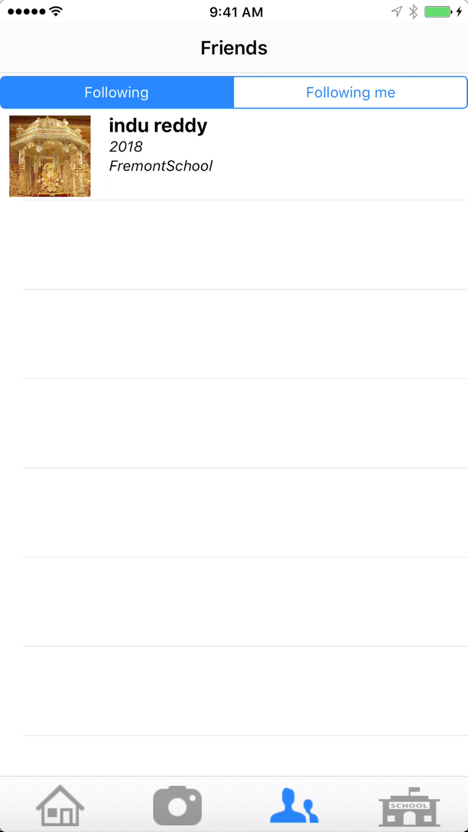 9:41 AM
Friends
Following
Following me
indu reddy
2018
FremontSchool
SCHOOL